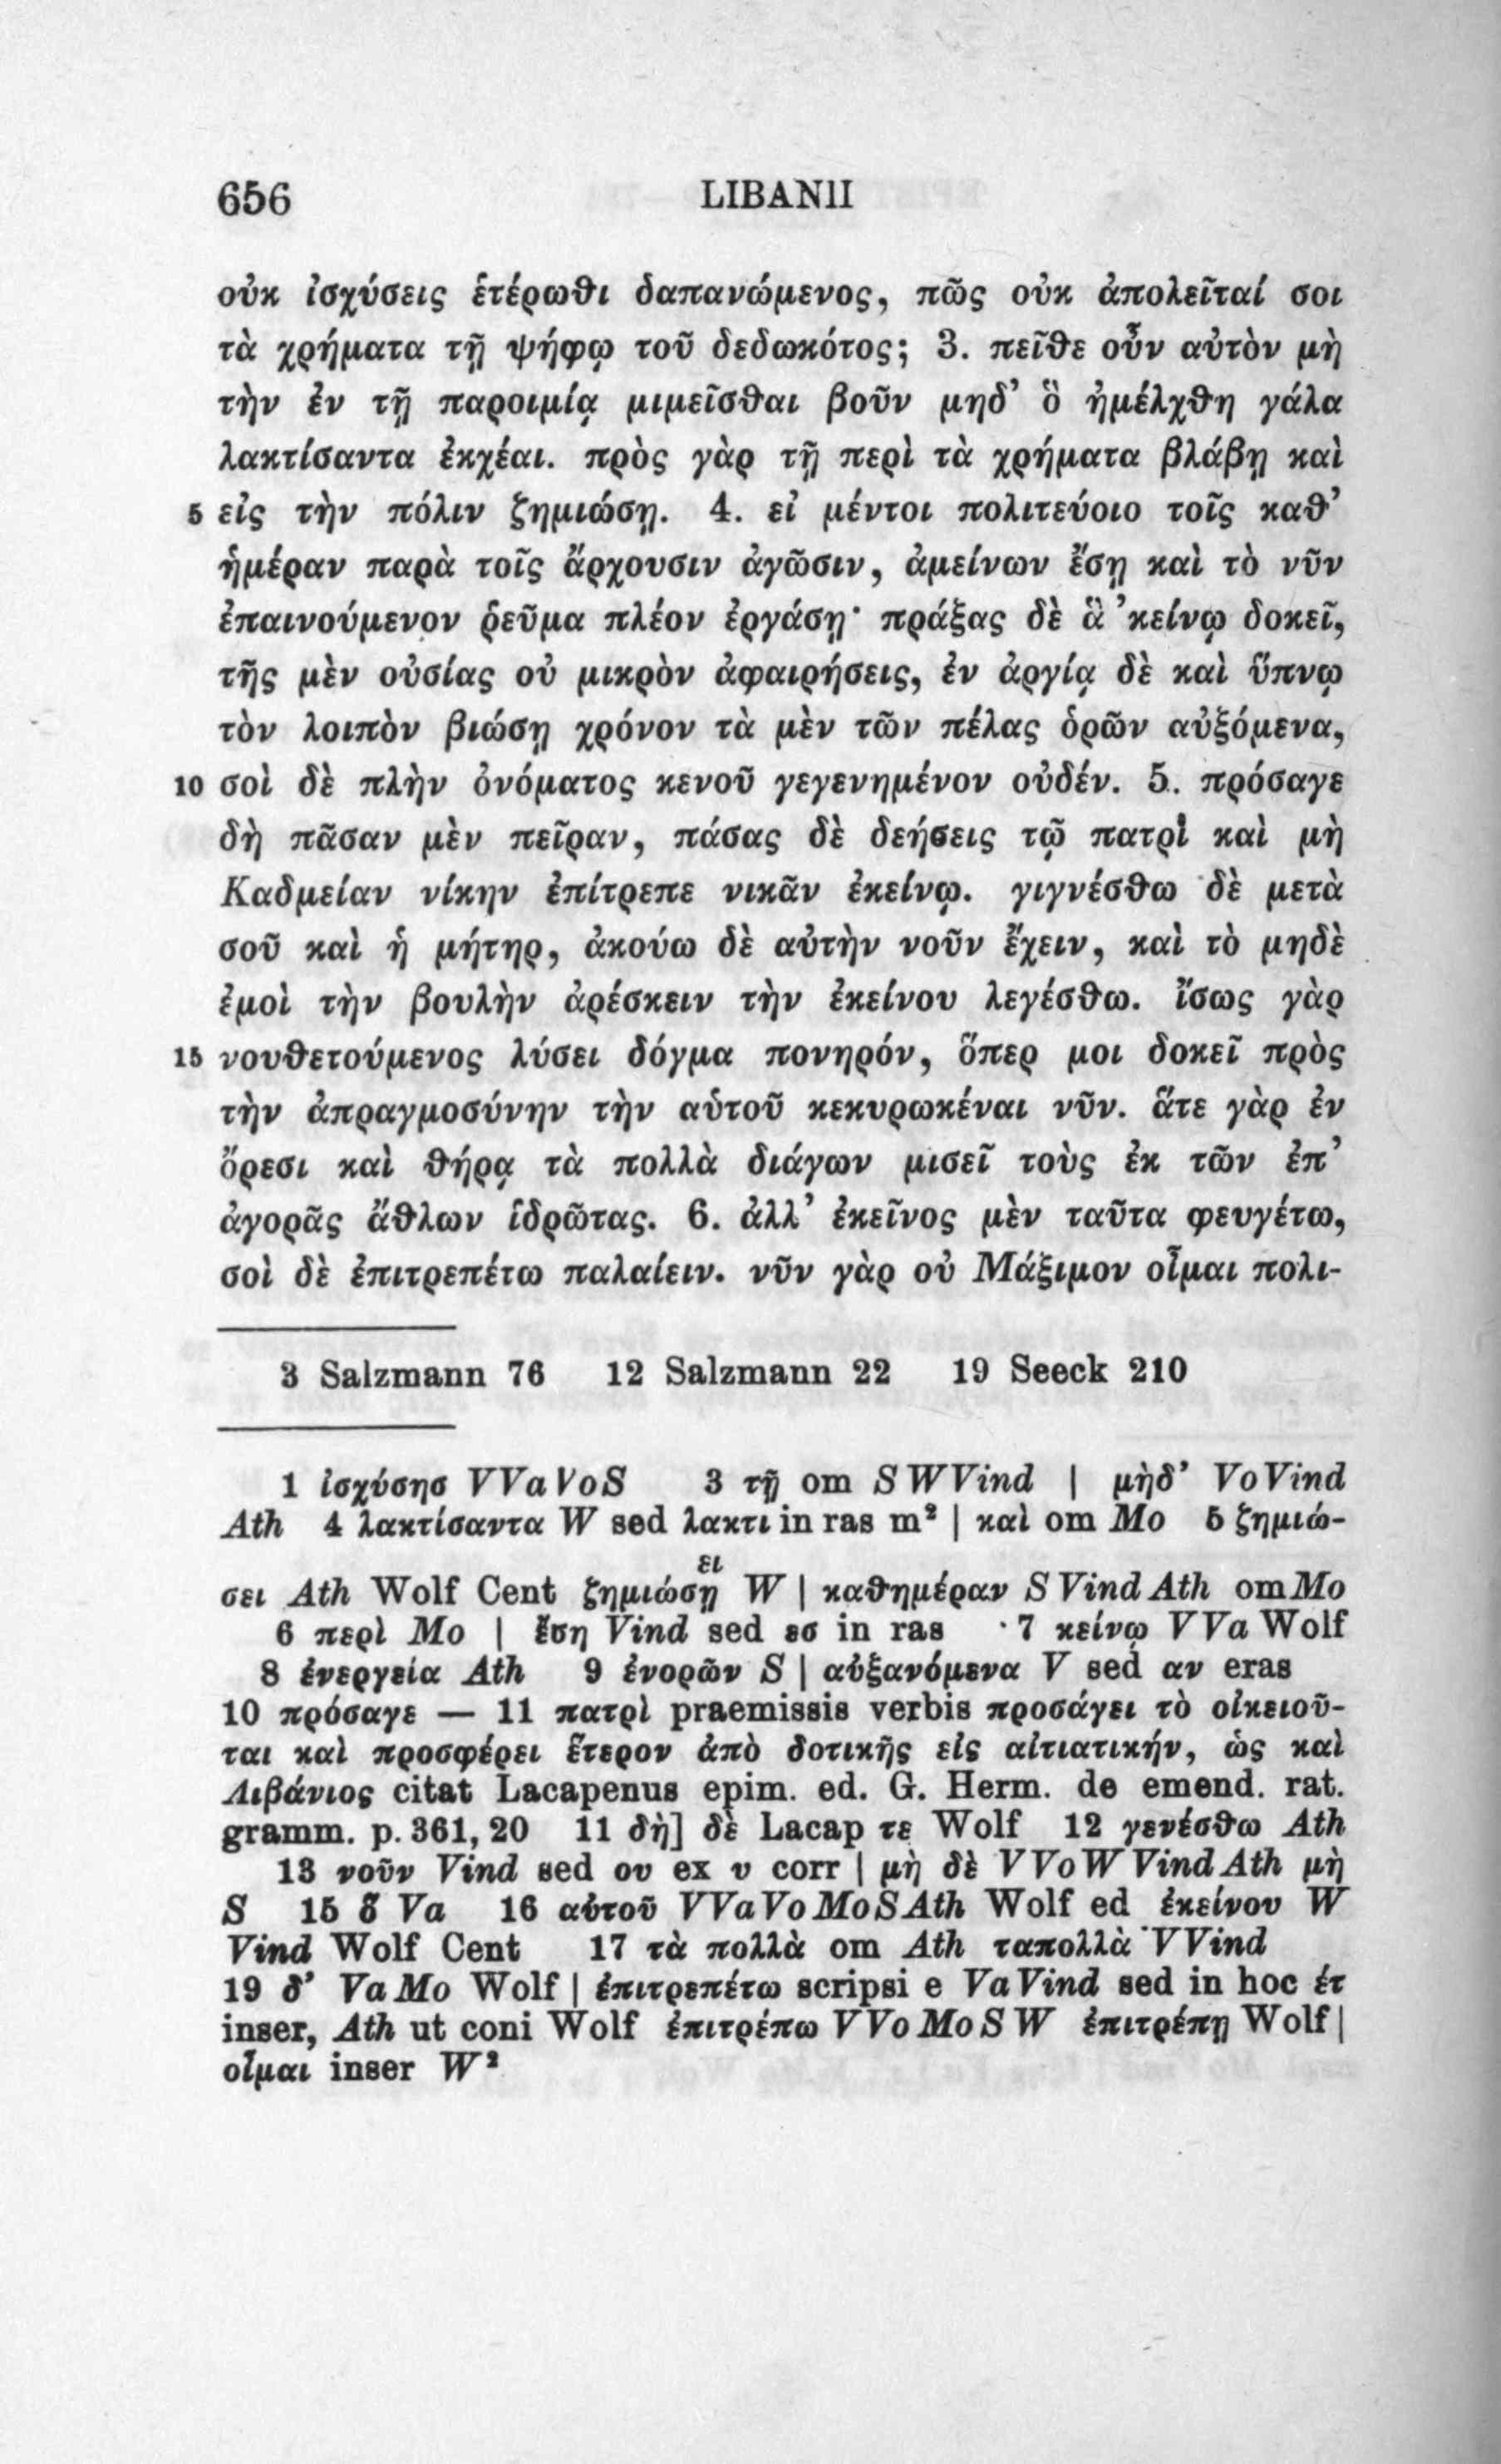 656 LIBANII
οὐκ ἰσχύσεις ἑτέρωθι δαπανώμενος, πῶς οὐκ ἀπολεῖταί σοι
τὰ χρήματα τῇ ψήφῳ τοῦ δεδωκότος; 3. πεῖθε οὖν αὐτὸν μὴ
τὴν ἐν τῇ παροιμίᾳ μιμεῖσθαι βοῦν μηδ’ ὃ ἠμέλχθη γάλα
λακτίσαντα ἐκχέαι. πρὸς γὰρ τῇ περὶ τὰ χρήματα βλάβῃ καὶ
5 εἰς τὴν πόλιν ζημιώσῃ. 4. εἰ μέντοι πολιτεύοιο τοῖς καθ’
ἡμέραν παρὰ τοῖς ἄρχουσιν ἀγῶσιν, ἀμείνων ἔσῃ καὶ τὸ νῦν
ἐπαινούμενον ῥεῦμα πλέον ἐργάσῃ· πράξας δὲ ἃ ’κείνῳ δοκεῖ,
τῆς μὲν οὐσίας οὐ μικρὸν ἀφαιρήσεις, ἐν ἀργίᾳ δὲ καὶ ὕπνῳ
τὸν λοιπὸν βιώσῃ χρόνον τὰ μὲν τῶν πέλας ὁρῶν αὐξόμενα,
10 σοὶ δὲ πλὴν ὀνόματος κενοῦ γεγενημένον οὐδέν. 5. πρόσαγε
δὴ πᾶσαν μὲν πεῖραν, πάσας δὲ δεήσεις τῷ πατρὶ καὶ μὴ
Καδμείαν νίκην ἐπίτρεπε νικᾶν ἐκείνῳ. γιγνέσθω δὲ μετὰ
σοῦ καὶ ἡ μήτηρ, ἀκούω δὲ αὐτὴν νοῦν ἔχειν, καὶ τὸ μηδὲ
ἐμοὶ τὴν βουλὴν ἀρέσκειν τὴν ἐκείνου λεγέσθω. ἴσως γὰρ
15 νουθετούμενος λύσει δόγμα πονηρόν, ὅπερ μοι δοκεῖ πρὸς
τὴν ἀπραγμοσύνην τὴν αὑτοῦ κεκυρωκέναι νῦν. ἅτε γὰρ ἐν
ὄρεσι καὶ θήρᾳ τὰ πολλὰ διάγων μισεῖ τοὺς ἐκ τῶν ἐπ’
ἀγορᾶς ἄθλων ἱδρῶτας. 6. ἀλλ’ ἐκεῖνος μὲν ταῦτα φευγέτω,
σοὶ δὲ ἐπιτρεπέτω παλαίειν. νῦν γὰρ οὐ Μάξιμον οἶμαι πολι-
3 Salzmann 76 12 Salzmann 22 19 Seeck 210
1 ἰσχύσησ VVaVoS 3 τῇ om SWVind | μὴδ’ VoVind
Ath 4 λακτίσαντα W sed λακτι in ras m² | καὶ om Mo 5 ζημιώ-
ει
σει Ath Wolf Cent ζημιώσῃ W | καθημέραν S Vind Ath om Mo
6 περὶ Mo | ἔση Vind sed εσ in ras 7 κείνῳ VVa Wolf
8 ἐνεργεία Ath 9 ἐνορῶν S | αὐξανόμενα V sed αν eras
10 πρόσαγε — 11 πατρὶ praemissis verbis προσάγει τὸ οἰκειοῦ-
ται καὶ προσφέρει ἕτερον ἀπὸ δοτικῆς εἰς αἰτιατικήν, ὡς καὶ
Λιβάνιος citat Lacapenus epim. ed. G. Herm. de emend. rat.
gramm. p. 361, 20 11 δὴ] δὲ Lacap τε Wolf 12 γενέσθω Ath
13 νοῦν Vind sed ου ex υ corr | μὴ δὲ VVoWVindAth μὴ
S 15 ὃ Va 16 αὐτοῦ VVaVoMoSAth Wolf ed ἐκείνου W
Vind Wolf Cent 17 τὰ πολλὰ om Ath ταπολλὰ VVind
19 δ’ VaMo Wolf | ἐπιτρεπέτω scripsi e VaVind sed in hoc έτ
inser, Ath ut coni Wolf ἐπιτρέπω VVoMoSW ἐπιτρέπῃ Wolf |
οἶμαι inser W²